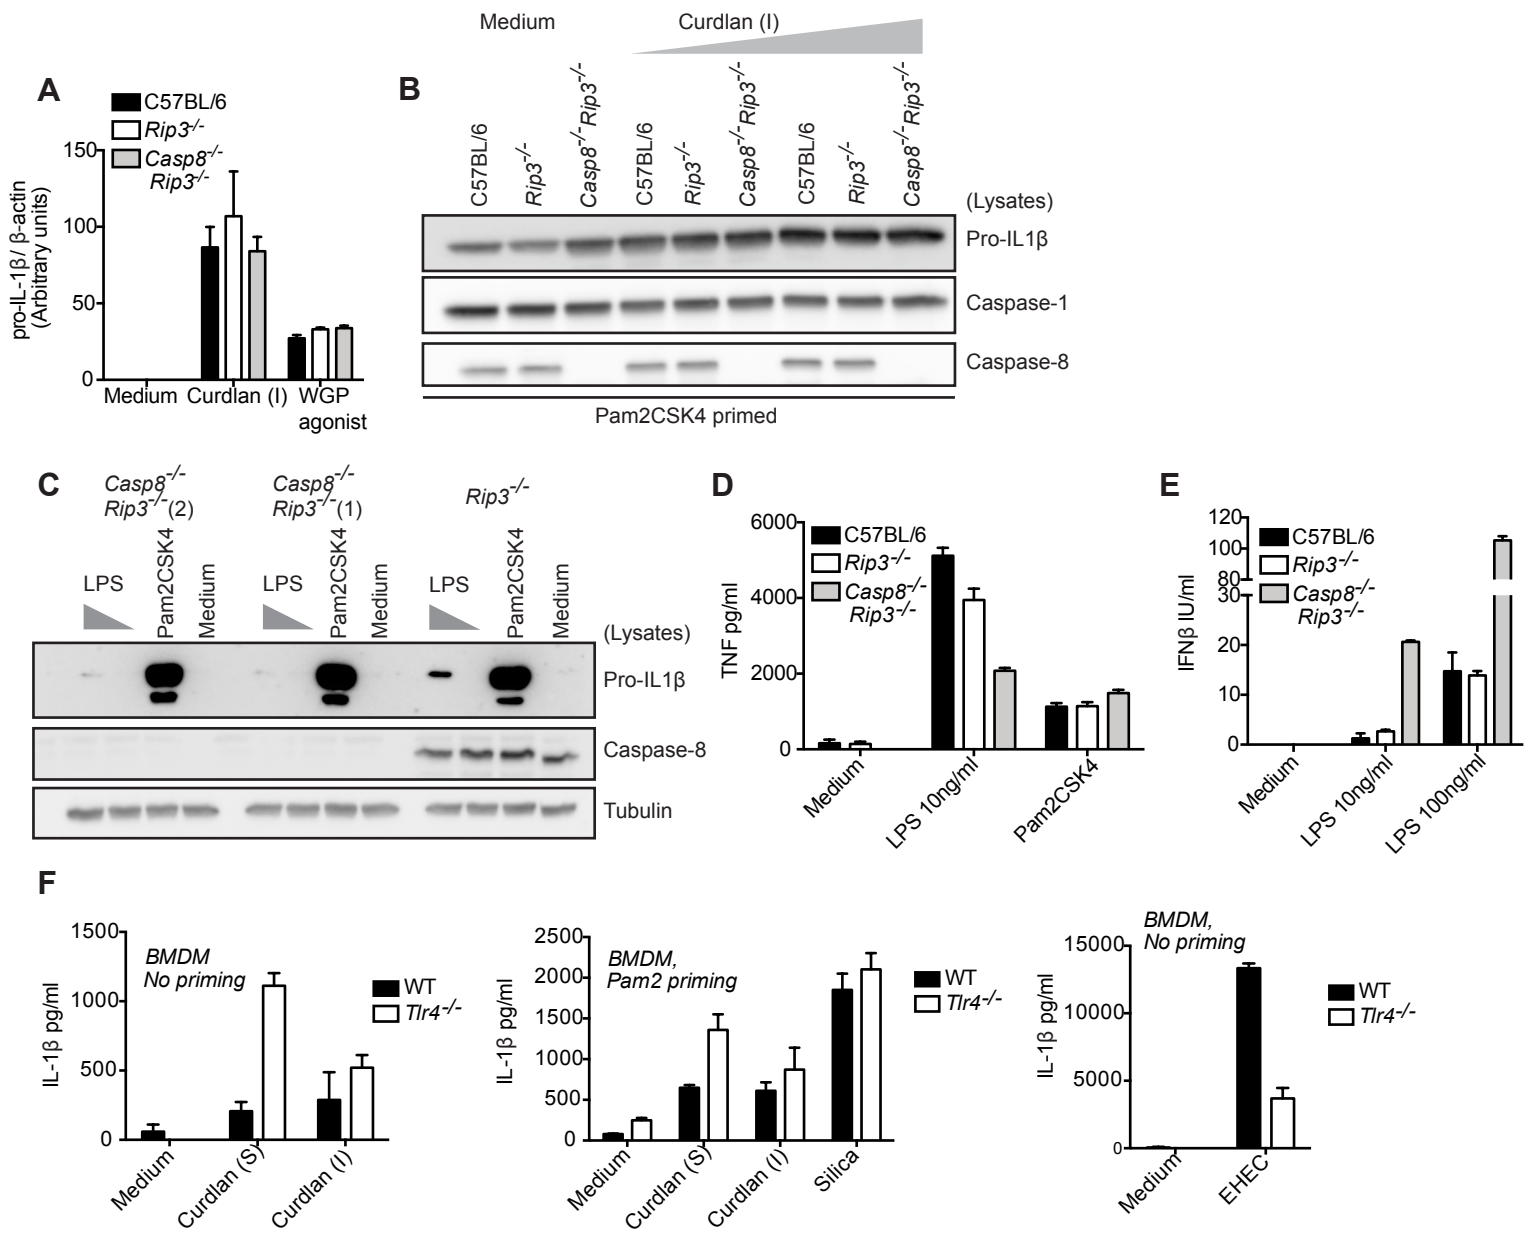 A
C57BL/6
Rip3-/-
Casp8-/-
Rip3-/-
pro-IL-1β/ β-actin
(Arbitrary units)
150
100
50
0
Medium
Curdlan (I)
WGP
agonist
B
Medium
Curdlan (I)
C57BL/6
Rip3-/-
Casp8-/-Rip3-/-
C57BL/6
Rip3-/-
Casp8-/-Rip3-/-
C57BL/6
Rip3-/-
Casp8-/-Rip3-/-
(Lysates)
Pro-IL1β
Caspase-1
Caspase-8
Pam2CSK4 primed
C
Casp8-/-
Rip3-/-(2)
Casp8-/-
Rip3-/-(1)
Rip3-/-
LPS
Pam2CSK4
Medium
LPS
Pam2CSK4
Medium
LPS
Pam2CSK4
Medium
(Lysates)
Pro-IL1β
Caspase-8
Tubulin
D
C57BL/6
Rip3-/-
Casp8-/-
Rip3-/-
TNF pg/ml
6000
4000
2000
0
Medium
LPS 10ng/ml
Pam2CSK4
E
C57BL/6
Rip3-/-
Casp8-/-
Rip3-/-
IFNβ IU/ml
120
100
80
30
20
10
0
Medium
LPS 10ng/ml
LPS 100ng/ml
F
BMDM
No priming
WT
Tlr4-/-
IL-1β pg/ml
1500
1000
500
0
Medium
Curdlan (S)
Curdlan (I)
BMDM,
Pam2 priming
WT
Tlr4-/-
IL-1β pg/ml
2500
2000
1500
1000
500
0
Medium
Curdlan (S)
Curdlan (I)
Silica
BMDM,
No priming
WT
Tlr4-/-
IL-1β pg/ml
15000
10000
5000
0
Medium
EHEC